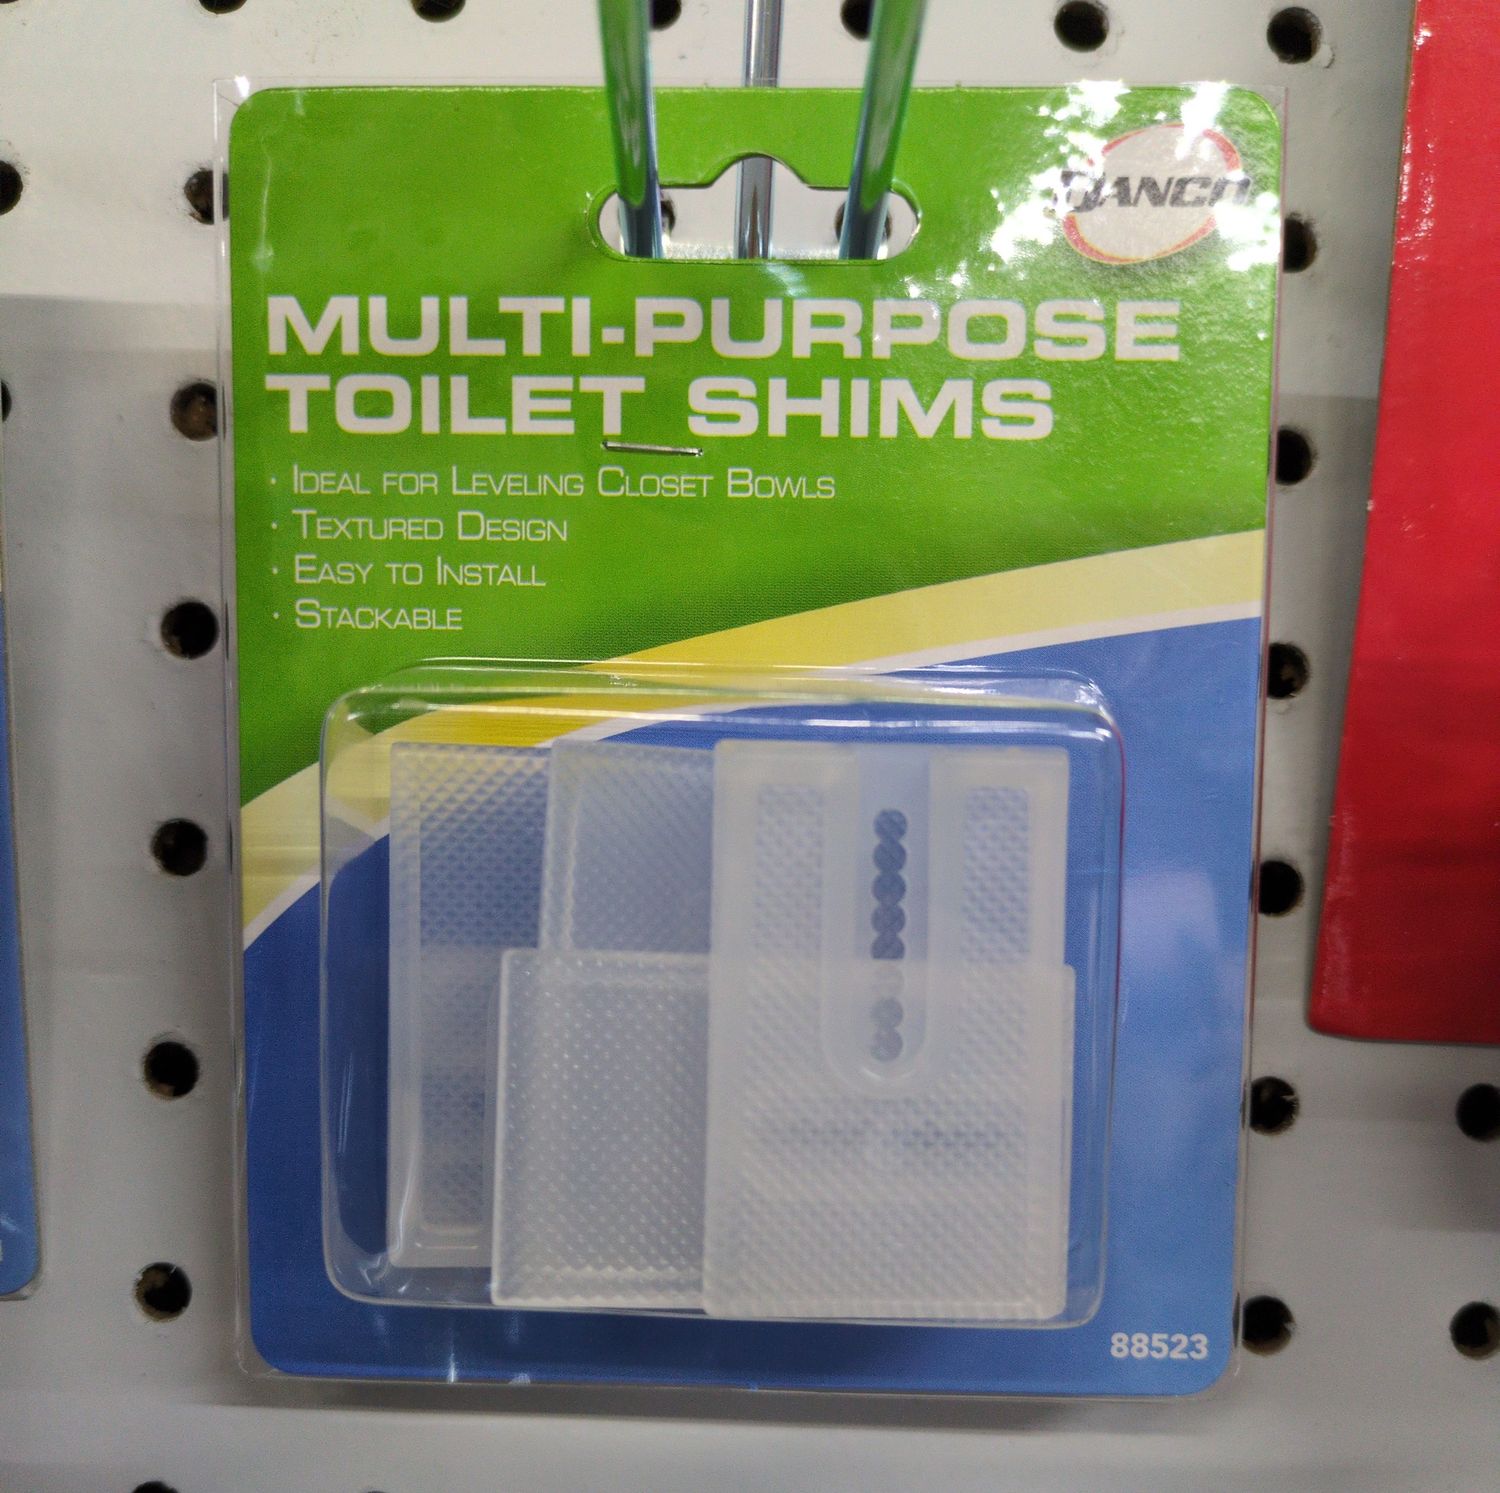 DANCO
MULTI-PURPOSE
TOILET SHIMS
· IDEAL FOR LEVELING CLOSET BOWLS
· TEXTURED DESIGN
· EASY TO INSTALL
· STACKABLE
88523